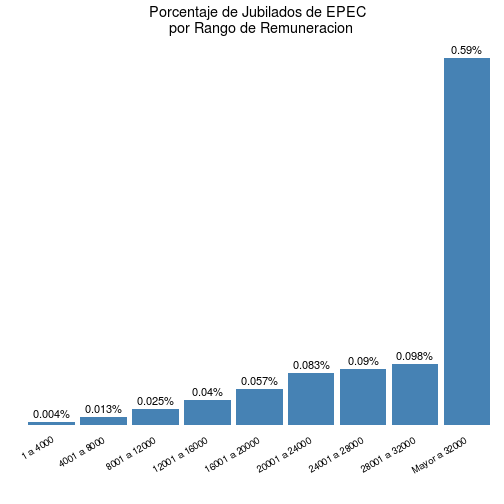 Porcentaje de Jubilados de EPEC
por Rango de Remuneracion
0.59%
0.098%
0.09%
0.083%
0.057%
0.04%
0.025%
0.013%
0.004%
1 a 4000
4001 a 8000
8001 a 12000
12001 a 16000
16001 a 20000
20001 a 24000
24001 a 28000
28001 a 32000
Mayor a 32000